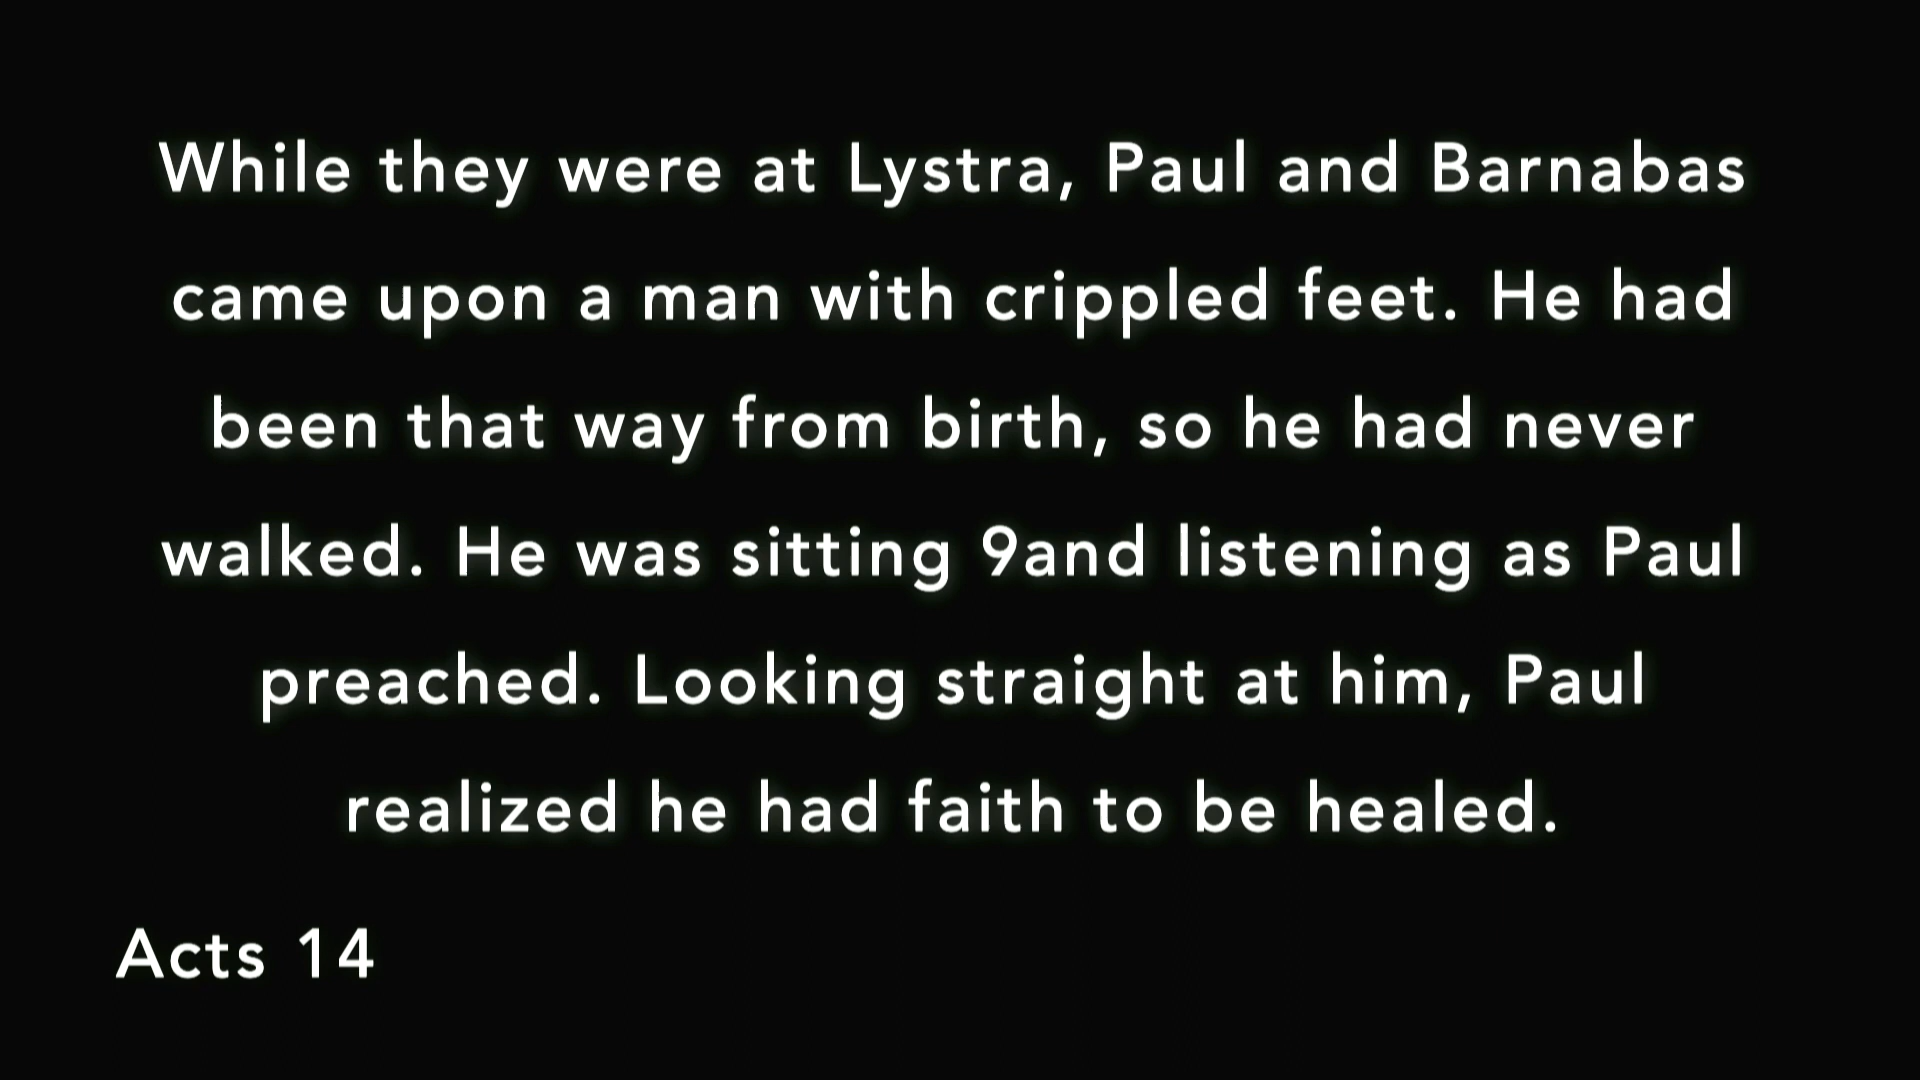 While they were at Lystra, Paul and Barnabas
came upon a man with crippled feet. He had
been that way from birth, so he had never
walked. He was sitting 9and listening as Paul
preached. Looking straight at him, Paul
realized he had faith to be healed.
Acts 14